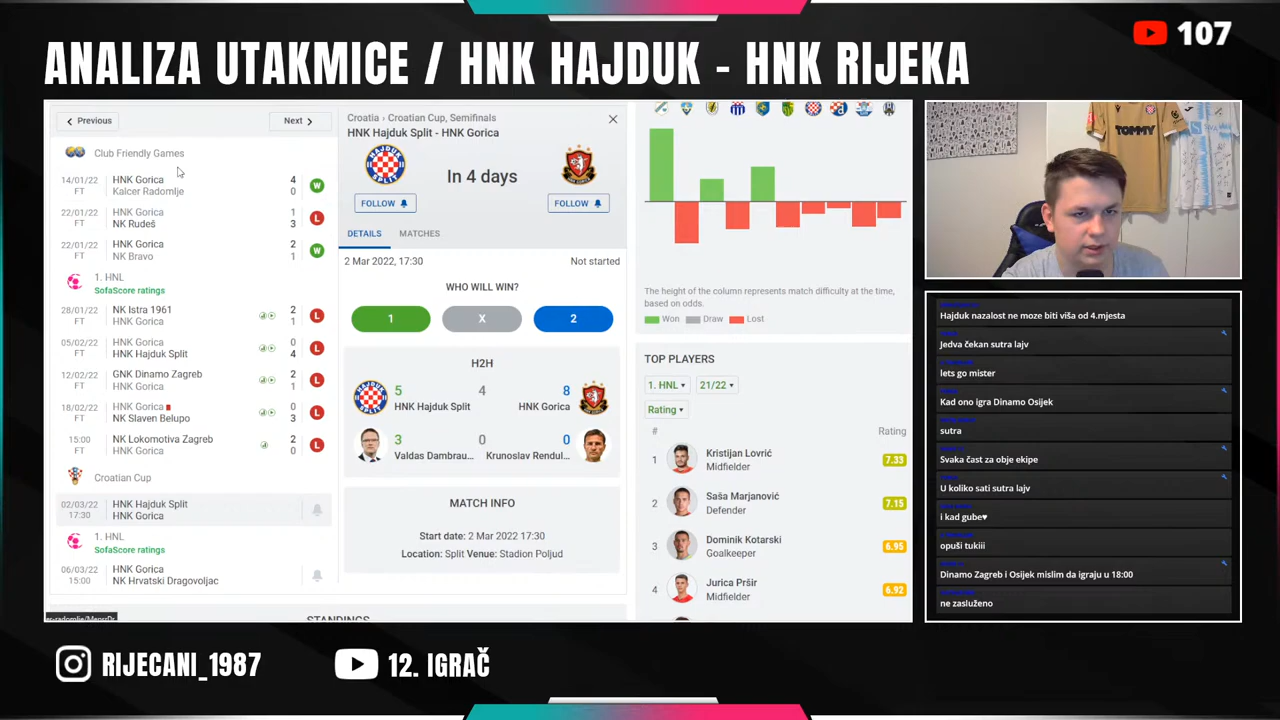 107
ANALIZA UTAKMICE / HNK HAJDUK - HNK RIJEKA
Previous
Next
Club Friendly Games
14/01/22 HNK Gorica 4
FT Kalcer Radomlje 0
W
22/01/22 HNK Gorica 1
FT NK Rudeš 3
L
22/01/22 HNK Gorica 2
FT NK Bravo 1
W
1. HNL
SofaScore ratings
28/01/22 NK Istra 1961 2
FT HNK Gorica 1
L
05/02/22 HNK Gorica 0
FT HNK Hajduk Split 4
L
12/02/22 GNK Dinamo Zagreb 2
FT HNK Gorica 1
L
18/02/22 HNK Gorica 0
FT NK Slaven Belupo 3
L
15:00 NK Lokomotiva Zagreb 2
FT HNK Gorica 0
L
Croatian Cup
02/03/22 HNK Hajduk Split
17:30 HNK Gorica
1. HNL
SofaScore ratings
06/03/22 HNK Gorica
15:00 NK Hrvatski Dragovoljac
Croatia › Croatian Cup, Semifinals
HNK Hajduk Split - HNK Gorica
In 4 days
FOLLOW
FOLLOW
DETAILS MATCHES
2 Mar 2022, 17:30 Not started
WHO WILL WIN?
1 X 2
H2H
5 4 8
HNK Hajduk Split HNK Gorica
3 0 0
Valdas Dambrau... Krunoslav Rendul...
MATCH INFO
Start date: 2 Mar 2022 17:30
Location: Split Venue: Stadion Poljud
STANDINGS
The height of the column represents match difficulty at the time,
based on odds.
Won Draw Lost
TOP PLAYERS
1. HNL 21/22
Rating
# Rating
1 Kristijan Lovrić 7.33
Midfielder
2 Saša Marjanović 7.15
Defender
3 Dominik Kotarski 6.95
Goalkeeper
4 Jurica Pršir 6.92
Midfielder
TOMMY
Hajduk nazalost ne moze biti viša od 4.mjesta
Jedva čekan sutra lajv
lets go mister
Kad ono igra Dinamo Osijek
sutra
Svaka čast za obje ekipe
U koliko sati sutra lajv
i kad gube♥
opuši tukiii
Dinamo Zagreb i Osijek mislim da igraju u 18:00
ne zasluženo
RIJECANI_1987
12. IGRAČ